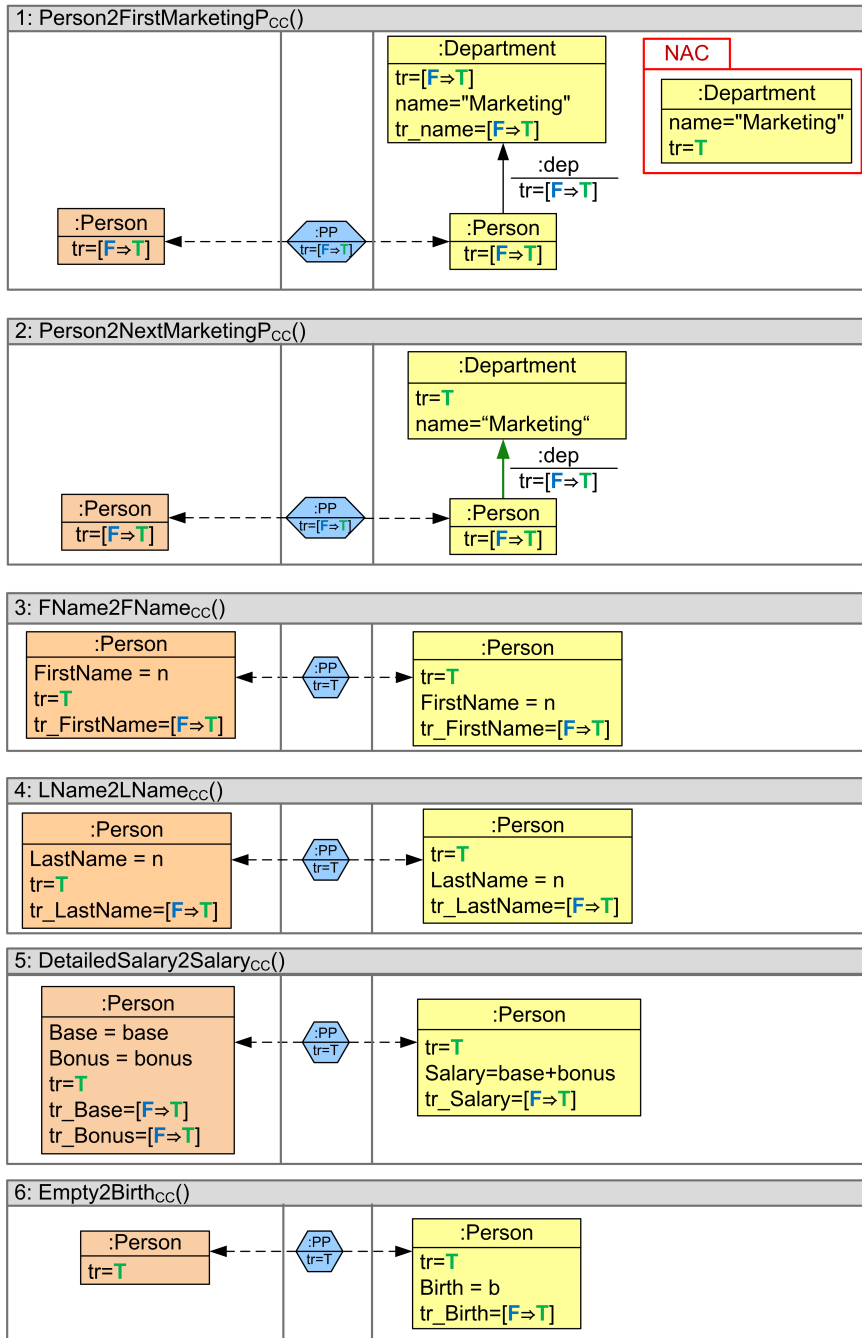 1: Person2FirstMarketingPCC()
:Department
tr=[F⇒T]
name="Marketing"
tr_name=[F⇒T]
NAC
:Department
name="Marketing"
tr=T
:dep
tr=[F⇒T]
:Person
tr=[F⇒T]
:PP
tr=[F⇒T]
:Person
tr=[F⇒T]
2: Person2NextMarketingPCC()
:Department
tr=T
name=“Marketing“
:dep
tr=[F⇒T]
:Person
tr=[F⇒T]
:PP
tr=[F⇒T]
:Person
tr=[F⇒T]
3: FName2FNameCC()
:Person
FirstName = n
tr=T
tr_FirstName=[F⇒T]
:PP
tr=T
:Person
tr=T
FirstName = n
tr_FirstName=[F⇒T]
4: LName2LNameCC()
:Person
LastName = n
tr=T
tr_LastName=[F⇒T]
:PP
tr=T
:Person
tr=T
LastName = n
tr_LastName=[F⇒T]
5: DetailedSalary2SalaryCC()
:Person
Base = base
Bonus = bonus
tr=T
tr_Base=[F⇒T]
tr_Bonus=[F⇒T]
:PP
tr=T
:Person
tr=T
Salary=base+bonus
tr_Salary=[F⇒T]
6: Empty2BirthCC()
:Person
tr=T
:PP
tr=T
:Person
tr=T
Birth = b
tr_Birth=[F⇒T]